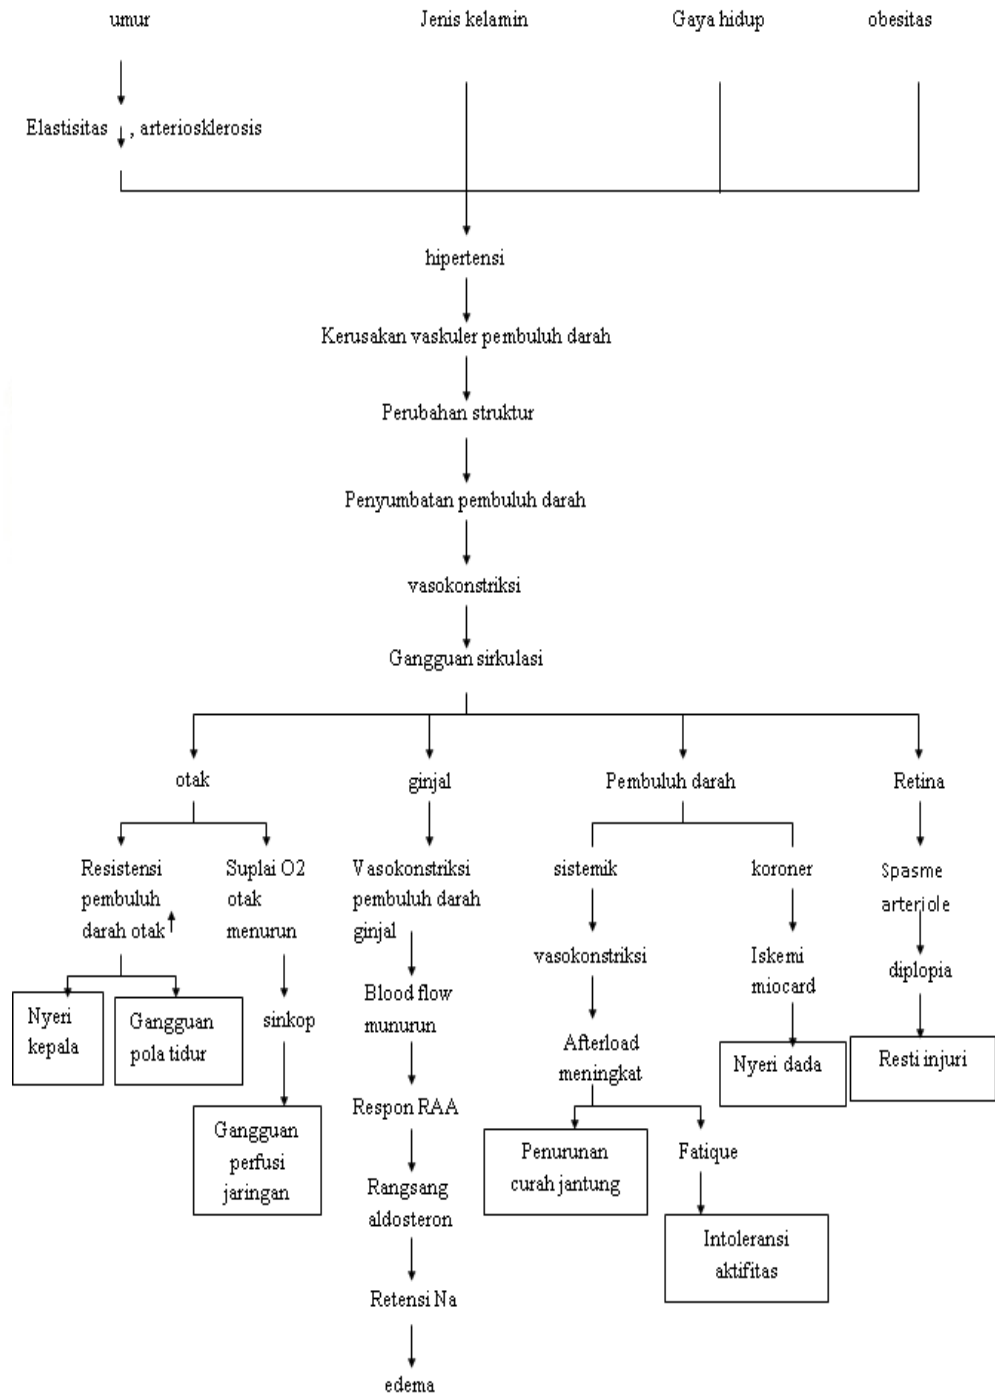 umur
Jenis kelamin
Gaya hidup
obesitas
Elastisitas ↓ , arteriosklerosis
hipertensi
Kerusakan vaskuler pembuluh darah
Perubahan struktur
Penyumbatan pembuluh darah
vasokonstriksi
Gangguan sirkulasi
otak
ginjal
Pembuluh darah
Retina
Resistensi
pembuluh
darah otak ↑
Suplai O2
otak
menurun
Vasokonstriksi
pembuluh darah
ginjal
sistemik
koroner
Spasme
arteriole
vasokonstriksi
Iskemi
miocard
diplopia
Nyeri
kepala
Gangguan
pola tidur
sinkop
Blood flow
munurun
Afterload
meningkat
Nyeri dada
Resti injuri
Gangguan
perfusi
jaringan
Respon RAA
Penurunan
curah jantung
Fatique
Rangsang
aldosteron
Intoleransi
aktifitas
Retensi Na
edema